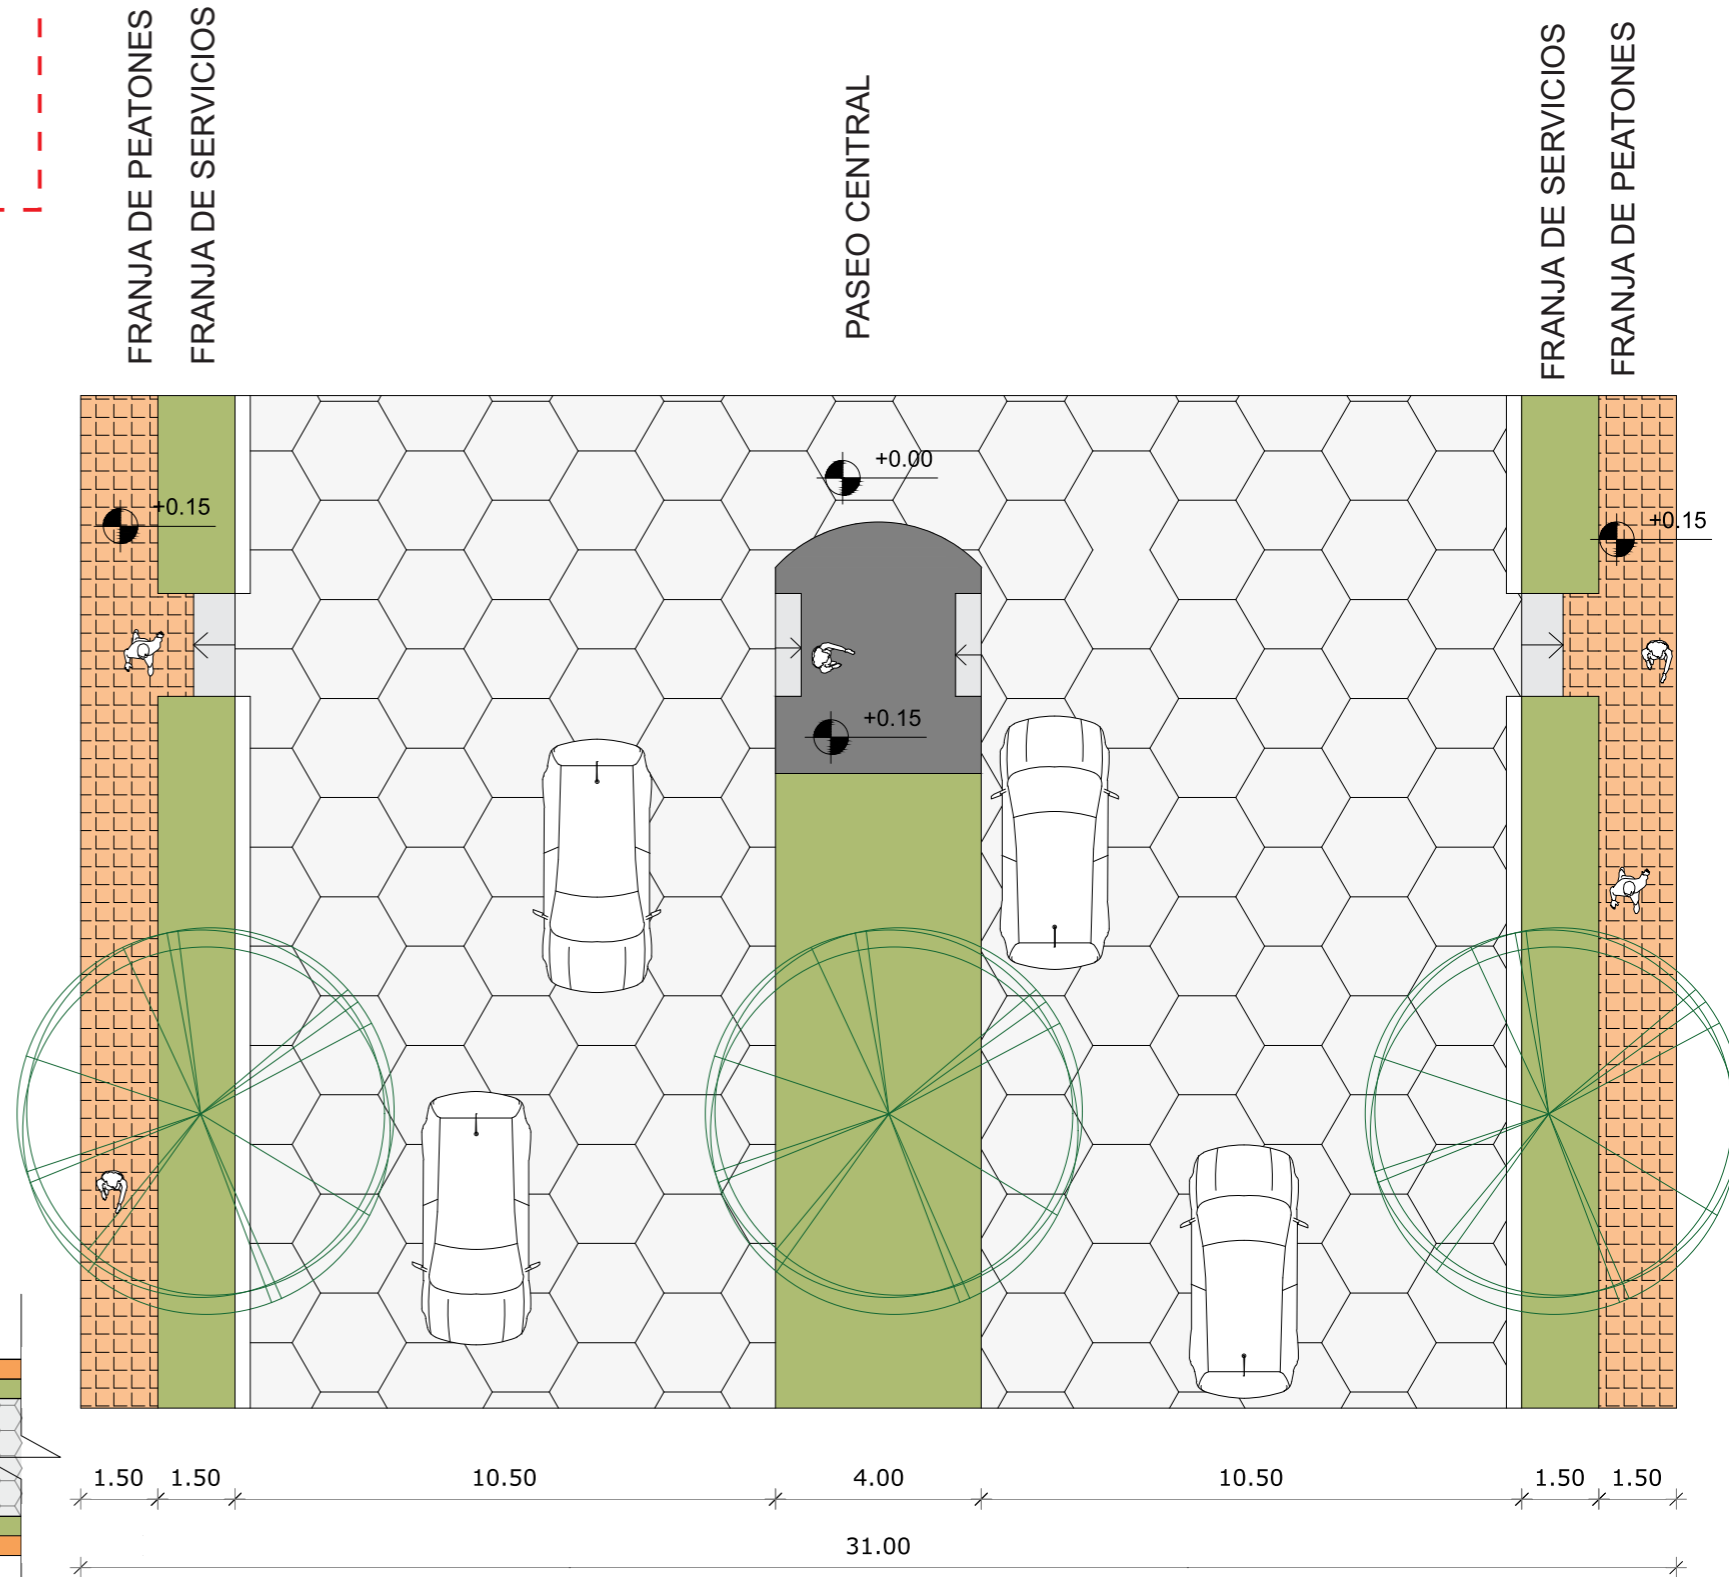 FRANJA DE PEATONES
FRANJA DE SERVICIOS
PASEO CENTRAL
FRANJA DE SERVICIOS
FRANJA DE PEATONES
+0.00
+0.15
+0.15
+0.15
1.50 1.50 10.50 4.00 10.50 1.50 1.50
31.00